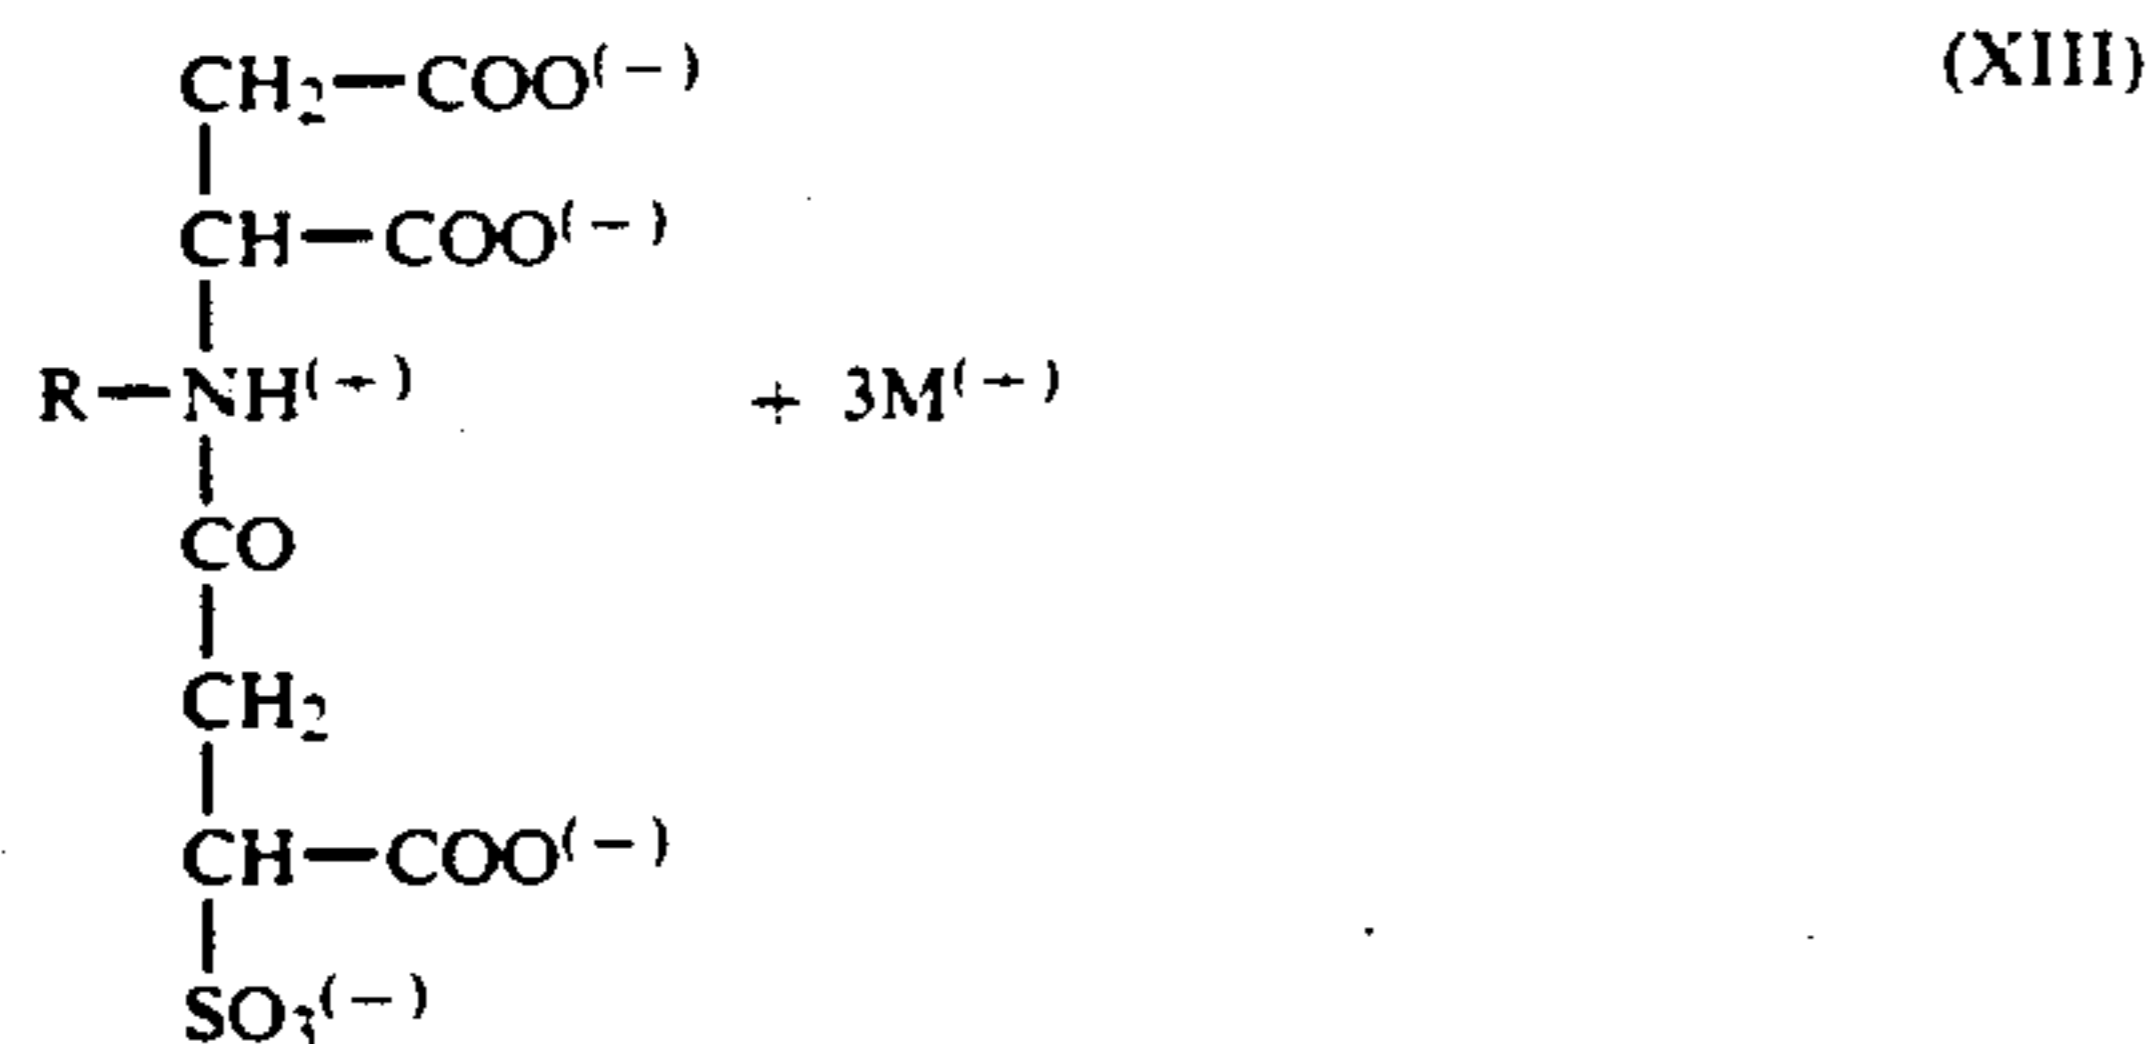 CH₂—COO(−) (XIII)
CH—COO(−)
R—NH(+) + 3M(+)
CO
CH₂
CH—COO(−)
SO₃(−)